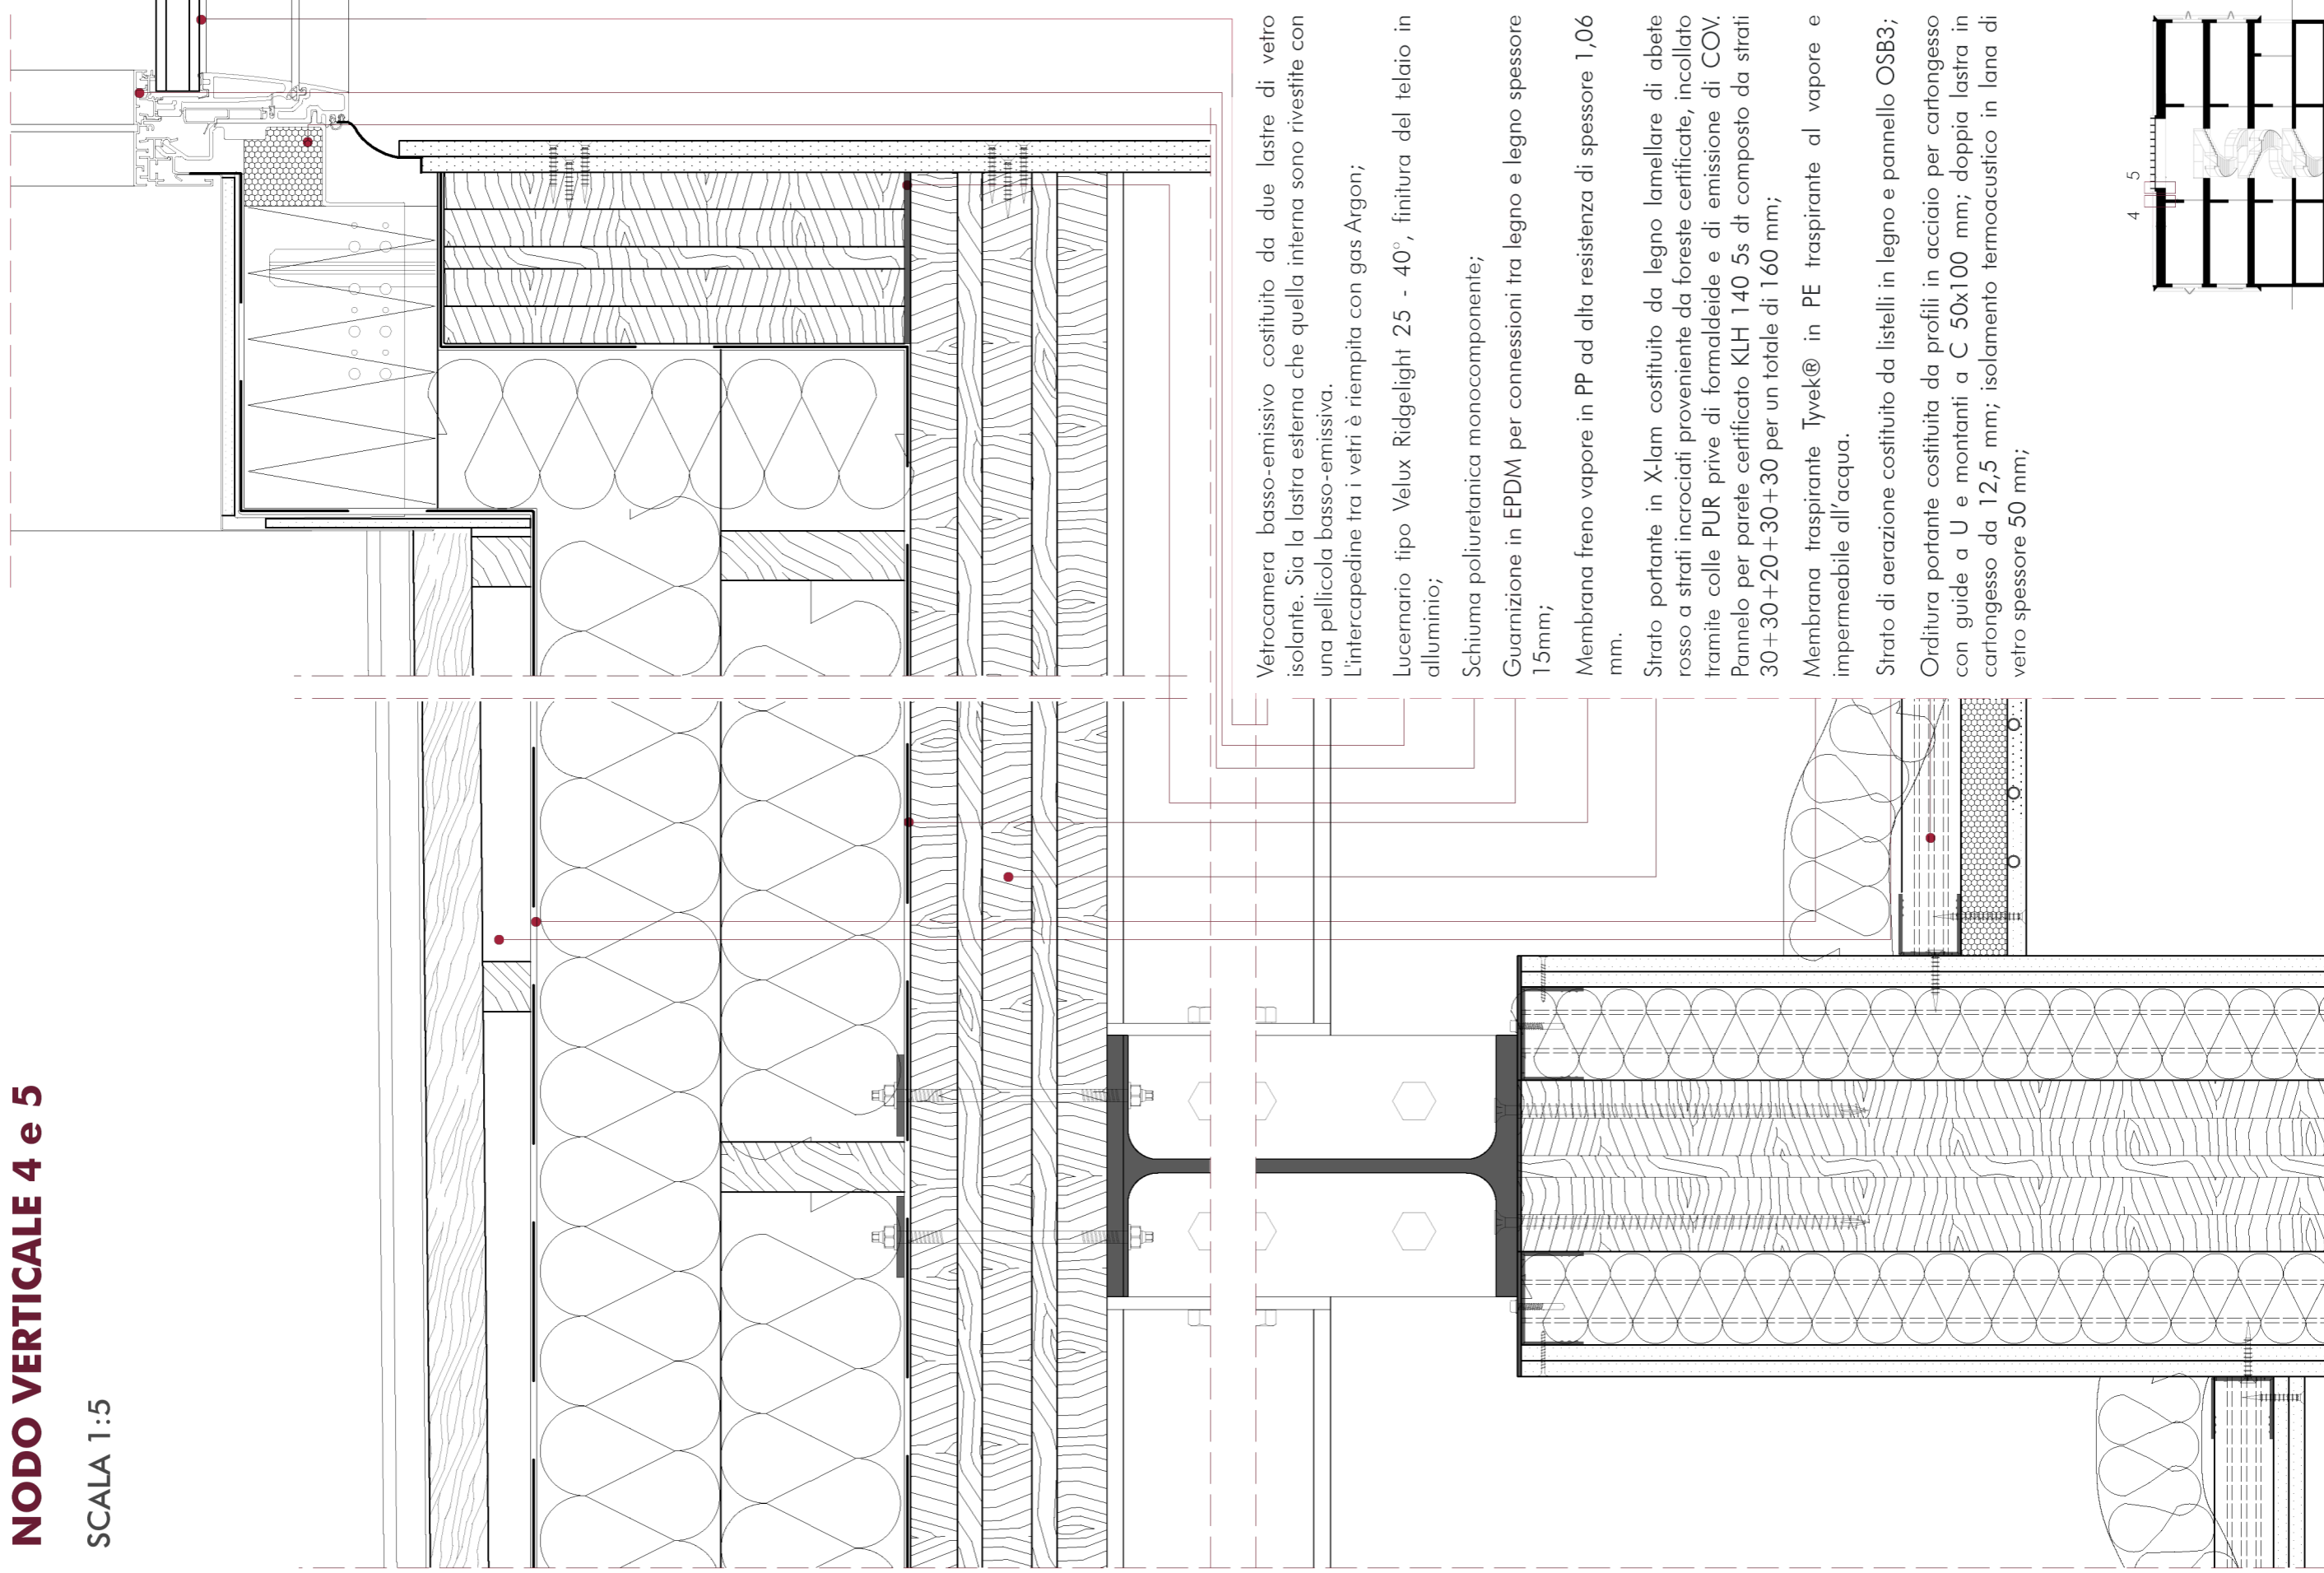 NODO VERTICALE 4 e 5
SCALA 1:5
Vetrocamera basso-emissivo costituito da due lastre di vetro
isolante. Sia la lastra esterna che quella interna sono rivestite con
una pellicola basso-emissiva.
L'intercapedine tra i vetri è riempita con gas Argon;
Lucernario tipo Velux Ridgelight 25 - 40°, finitura del telaio in
alluminio;
Schiuma poliuretanica monocomponente;
Guarnizione in EPDM per connessioni tra legno e legno spessore
15mm;
Membrana freno vapore in PP ad alta resistenza di spessore 1,06
mm.
Strato portante in X-lam costituito da legno lamellare di abete
rosso a strati incrociati proveniente da foreste certificate, incollato
tramite colle PUR prive di formaldeide e di emissione di COV.
Pannelo per parete certificato KLH 140 5s dt composto da strati
30+30+20+30+30 per un totale di 160 mm;
Membrana traspirante Tyvek® in PE traspirante al vapore e
impermeabile all'acqua.
Strato di aerazione costituito da listelli in legno e pannello OSB3;
Orditura portante costituita da profili in acciaio per cartongesso
con guide a U e montanti a C 50x100 mm; doppia lastra in
cartongesso da 12,5 mm; isolamento termoacustico in lana di
vetro spessore 50 mm;
4 5